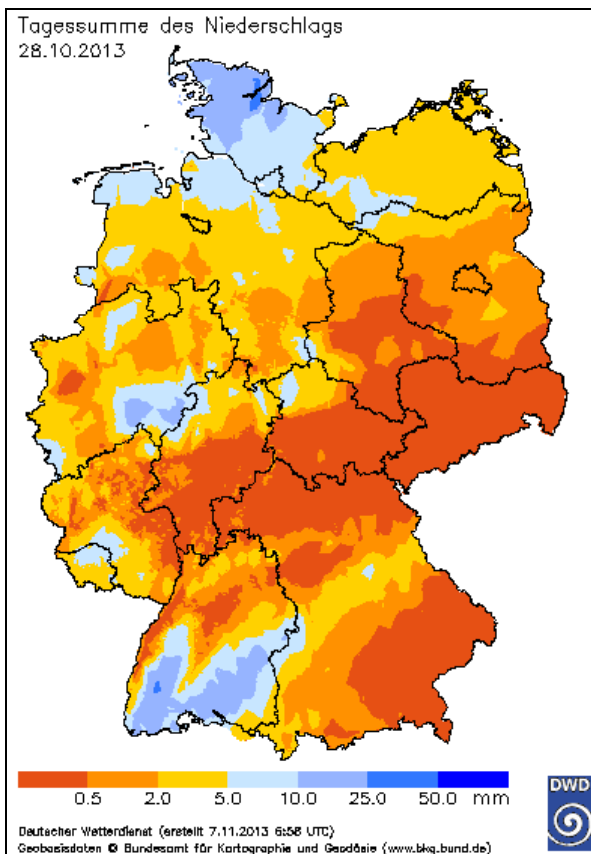 Tagessumme des Niederschlags
28.10.2013
0.5 2.0 5.0 10.0 25.0 50.0 mm
DWD
Deutscher Wetterdienst (erstellt 7.11.2013 6:58 UTC)
Geobasisdaten © Bundesamt für Kartographie und Geodäsie (www.bkg.bund.de)